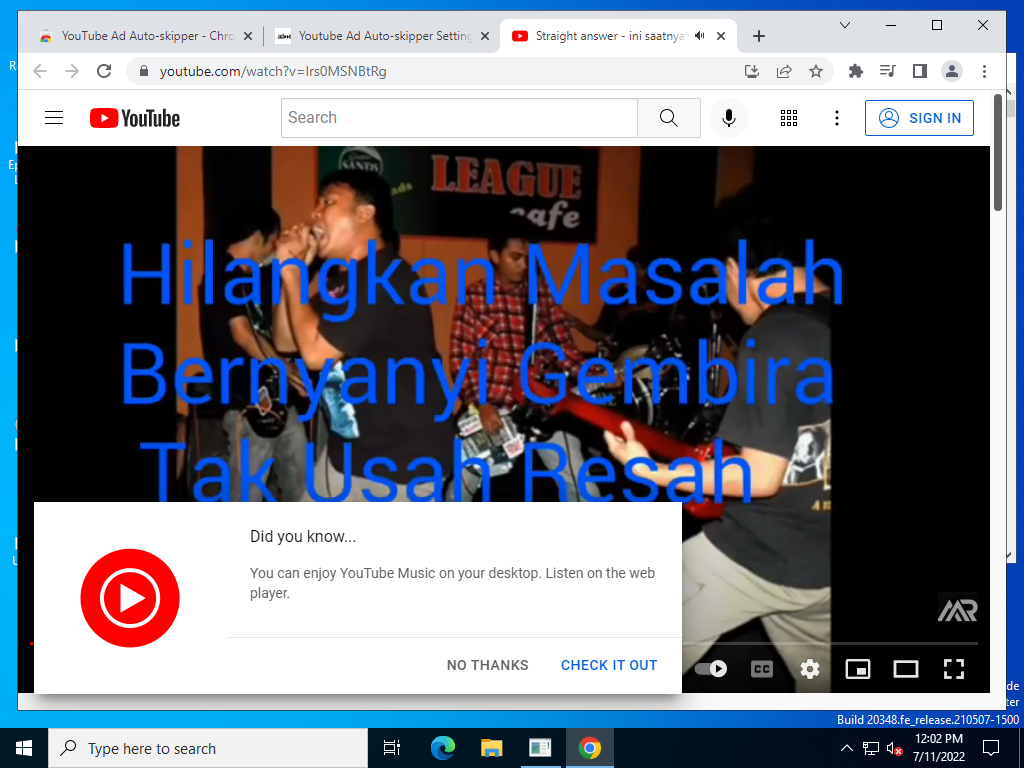 YouTube Ad Auto-skipper - Chro
Youtube Ad Auto-skipper Setting
Straight answer - ini saatnya
youtube.com/watch?v=Irs0MSNBtRg
YouTube
Search
SIGN IN
SANDS
LEAGUE
cafe
Hilangkan Masalah
Bernyanyi Gembira
Tak Usah Resah
Did you know...
You can enjoy YouTube Music on your desktop. Listen on the web
player.
NO THANKS
CHECK IT OUT
CC
Build 20348.fe_release.210507-1500
Type here to search
12:02 PM
7/11/2022